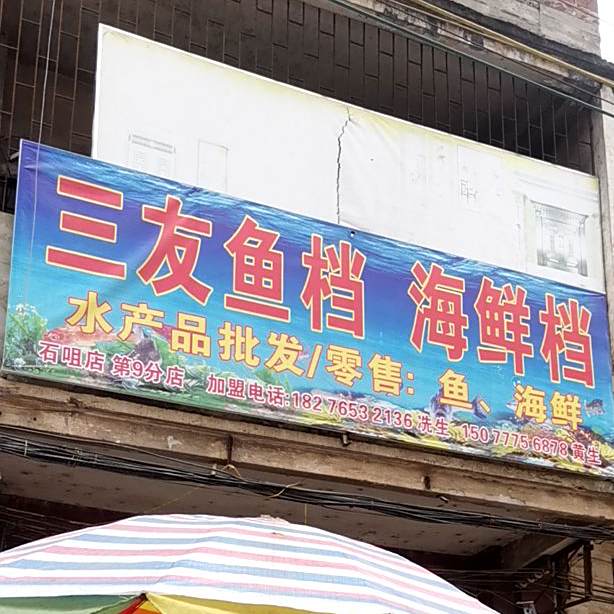 三友鱼档 海鲜档
水产品批发/零售: 鱼、海鲜
石咀店 第9分店 加盟电话:182 7653 2136 冼生 150 7775 6878 黄生